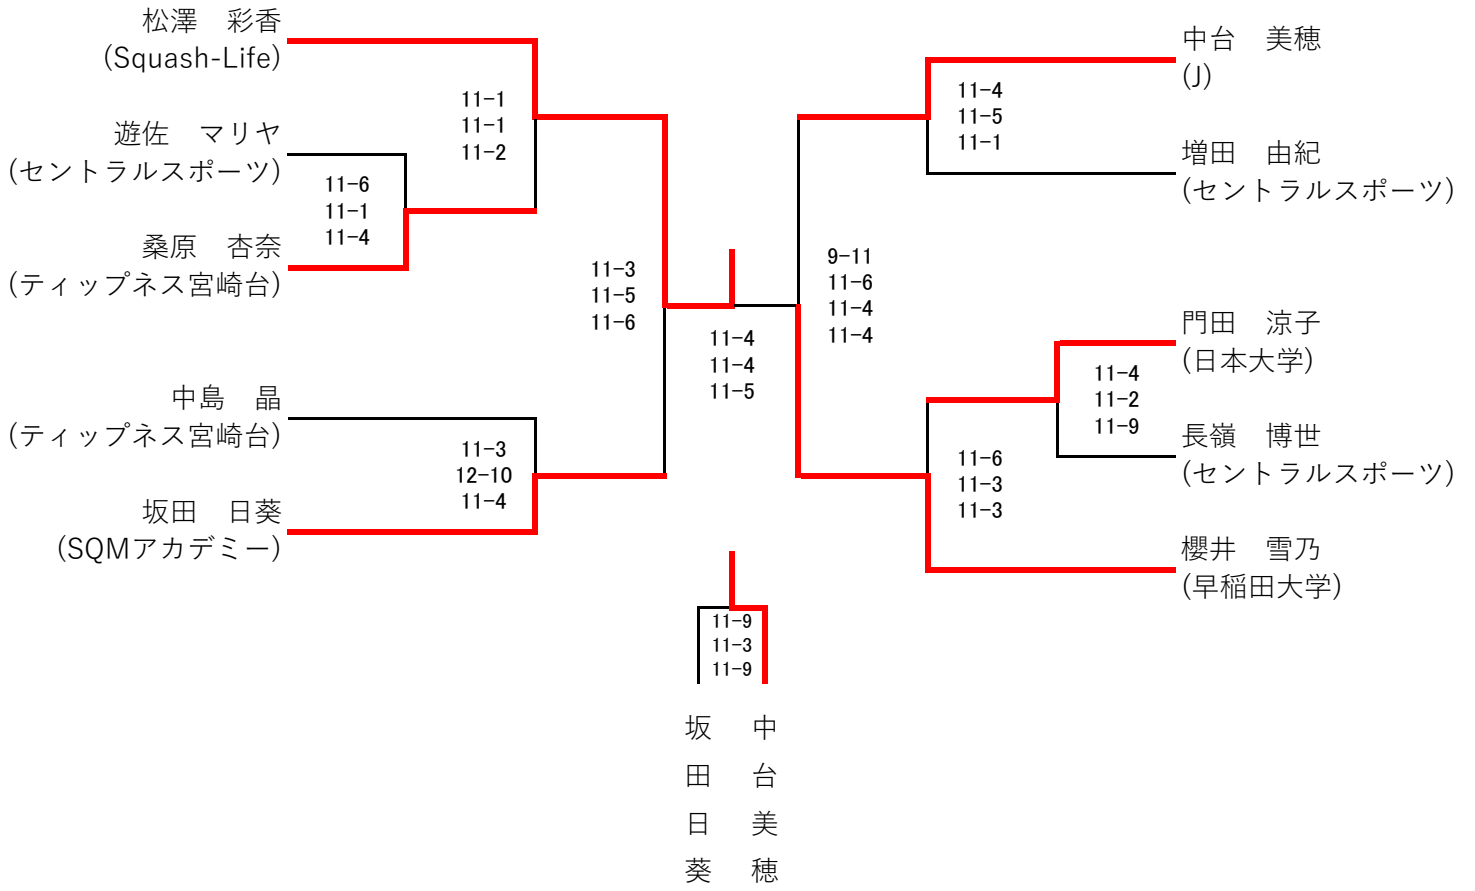 松澤　彩香
(Squash-Life)
遊佐　マリヤ
(セントラルスポーツ)
桑原　杏奈
(ティップネス宮崎台)
中島　晶
(ティップネス宮崎台)
坂田　日葵
(SQMアカデミー)
11-1
11-1
11-2
11-6
11-1
11-4
11-3
11-5
11-6
11-3
12-10
11-4
11-4
11-4
11-5
9-11
11-6
11-4
11-4
11-4
11-5
11-1
11-4
11-2
11-9
11-6
11-3
11-3
中台　美穂
(J)
増田　由紀
(セントラルスポーツ)
門田　涼子
(日本大学)
長嶺　博世
(セントラルスポーツ)
櫻井　雪乃
(早稲田大学)
11-9
11-3
11-9
坂田日葵
中台美穂